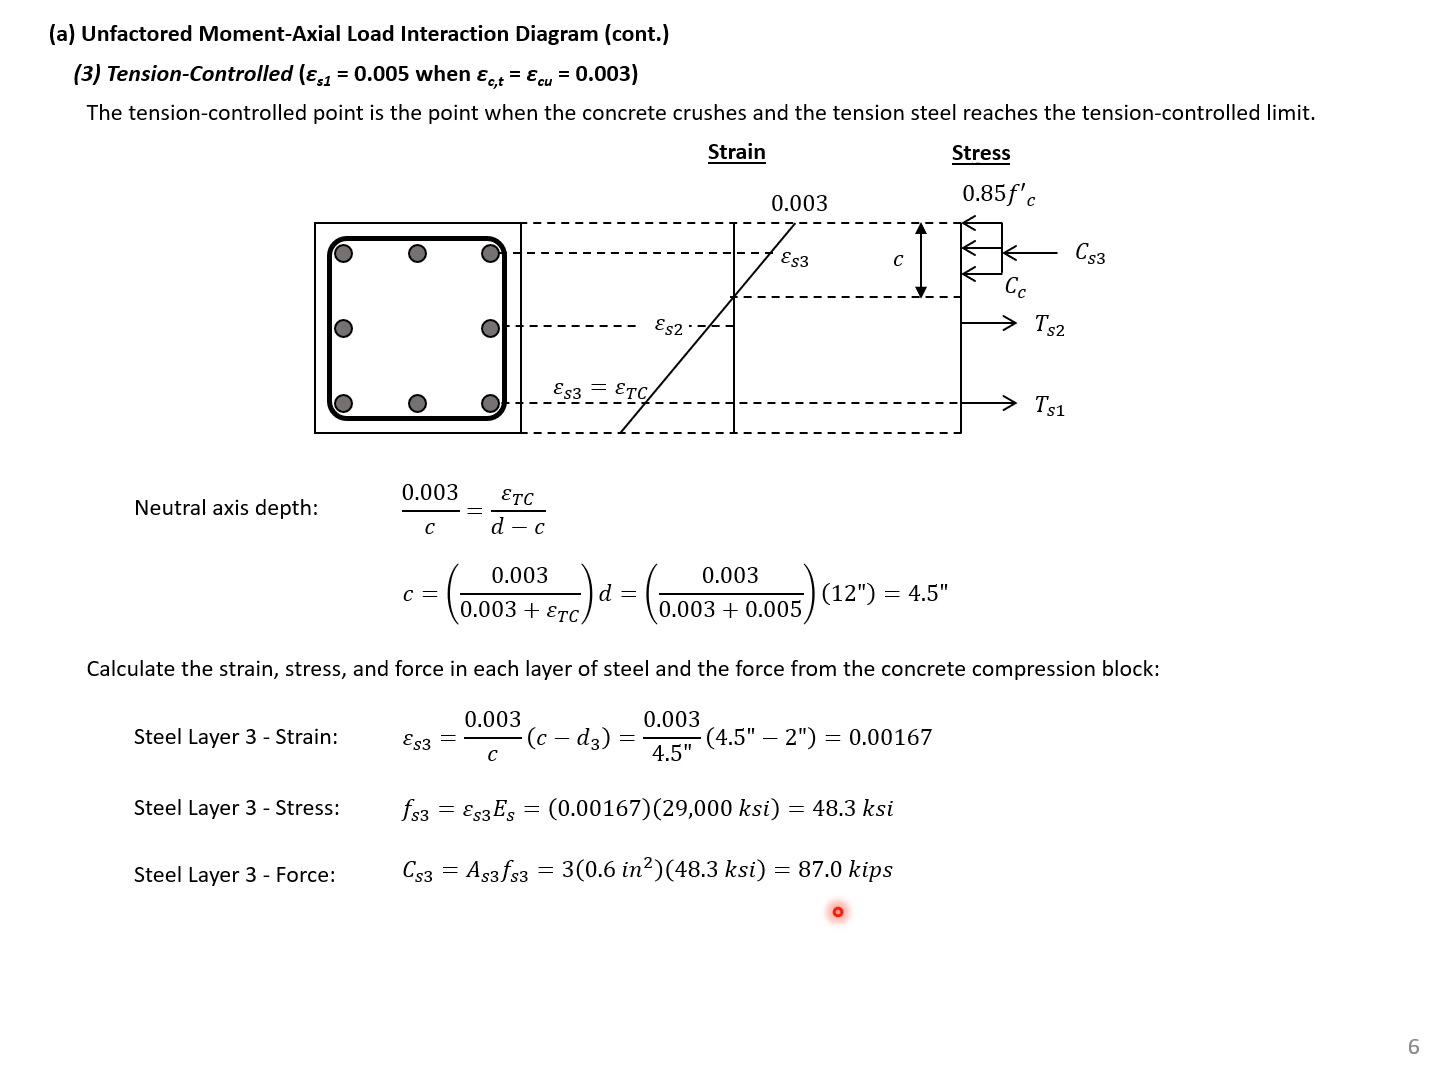 (a) Unfactored Moment-Axial Load Interaction Diagram (cont.)
(3) Tension-Controlled (εs1 = 0.005 when εc,t = εcu = 0.003)
The tension-controlled point is the point when the concrete crushes and the tension steel reaches the tension-controlled limit.
Strain
Stress
0.003
0.85f'c
εs3
c
Cs3
Cc
εs2
Ts2
εs3 = εTC
Ts1
Neutral axis depth: 0.003/c = εTC/(d − c)
c = (0.003/(0.003 + εTC)) d = (0.003/(0.003 + 0.005)) (12") = 4.5"
Calculate the strain, stress, and force in each layer of steel and the force from the concrete compression block:
Steel Layer 3 - Strain: εs3 = 0.003/c (c − d3) = 0.003/4.5" (4.5" − 2") = 0.00167
Steel Layer 3 - Stress: fs3 = εs3Es = (0.00167)(29,000 ksi) = 48.3 ksi
Steel Layer 3 - Force: Cs3 = As3fs3 = 3(0.6 in²)(48.3 ksi) = 87.0 kips
6